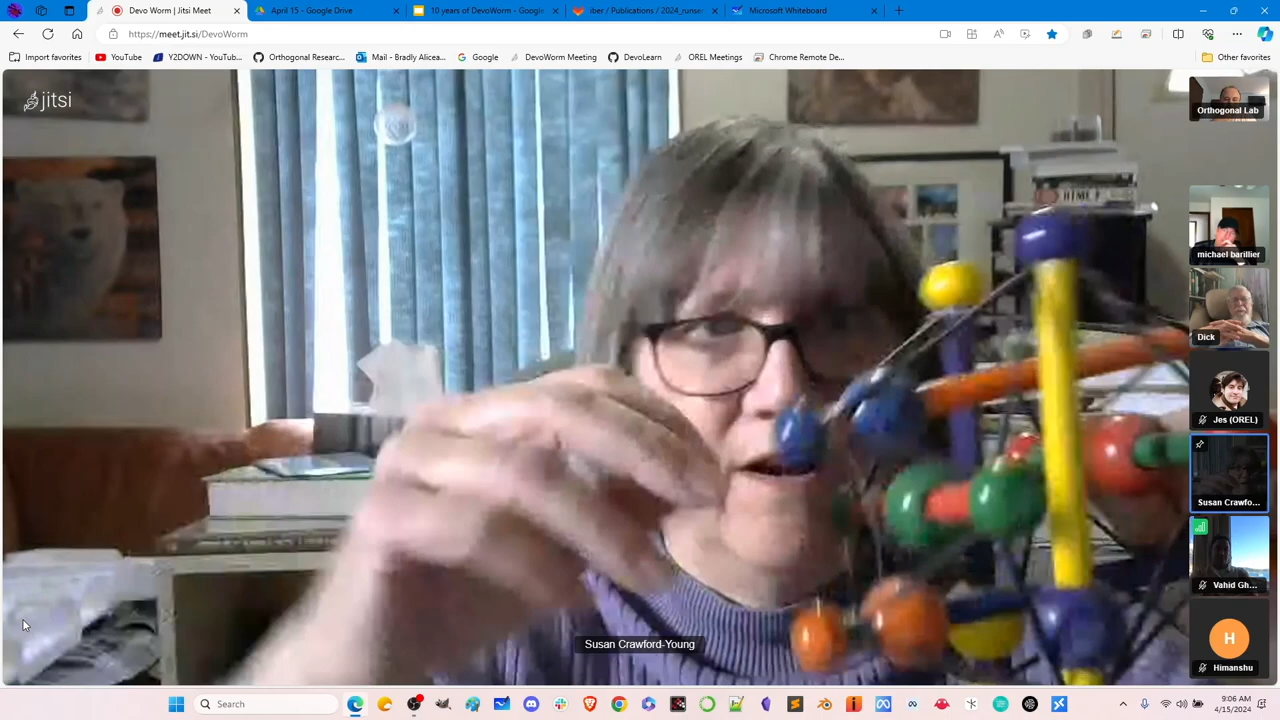 Devo Worm | Jitsi Meet
April 15 - Google Drive
10 years of DevoWorm - Google
iber / Publications / 2024_runser
Microsoft Whiteboard
https://meet.jit.si/DevoWorm
Import favorites
YouTube
Y2DOWN - YouTub...
Orthogonal Researc...
Mail - Bradly Alicea...
Google
DevoWorm Meeting
DevoLearn
OREL Meetings
Chrome Remote De...
Other favorites
jitsi
Orthogonal Lab
michael barillier
Dick
Jes (OREL)
Susan Crawfo...
Vahid Gh...
H
Himanshu
Susan Crawford-Young
Search
9:06 AM
4/15/2024